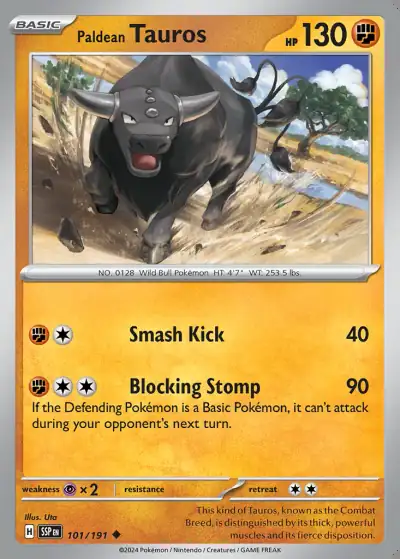 BASIC
Paldean Tauros HP 130
NO. 0128 Wild Bull Pokémon HT: 4'7" WT: 253.5 lbs.
Smash Kick 40
Blocking Stomp 90
If the Defending Pokémon is a Basic Pokémon, it can't attack
during your opponent's next turn.
weakness ×2 resistance retreat
Illus. Uta
H SSP EN 101/191
This kind of Tauros, known as the Combat
Breed, is distinguished by its thick, powerful
muscles and its fierce disposition.
©2024 Pokémon / Nintendo / Creatures / GAME FREAK